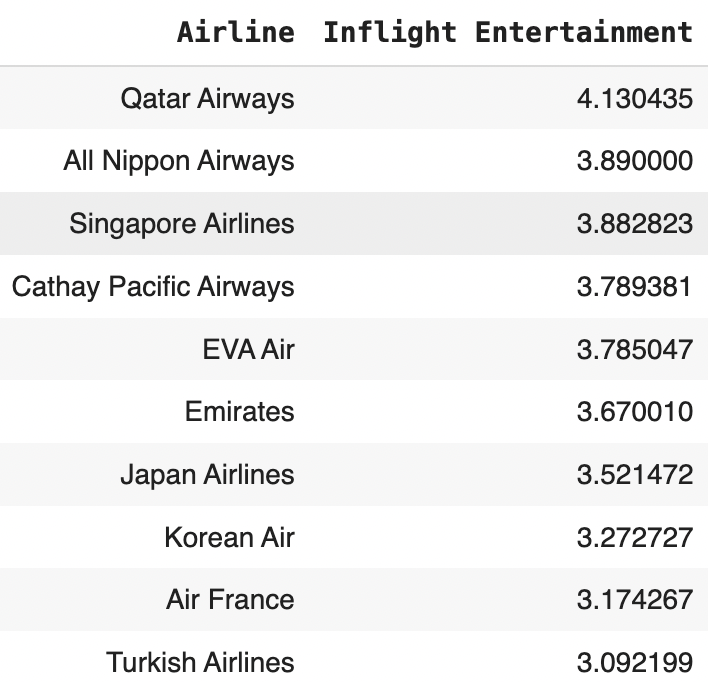 Airline Inflight Entertainment
Qatar Airways 4.130435
All Nippon Airways 3.890000
Singapore Airlines 3.882823
Cathay Pacific Airways 3.789381
EVA Air 3.785047
Emirates 3.670010
Japan Airlines 3.521472
Korean Air 3.272727
Air France 3.174267
Turkish Airlines 3.092199